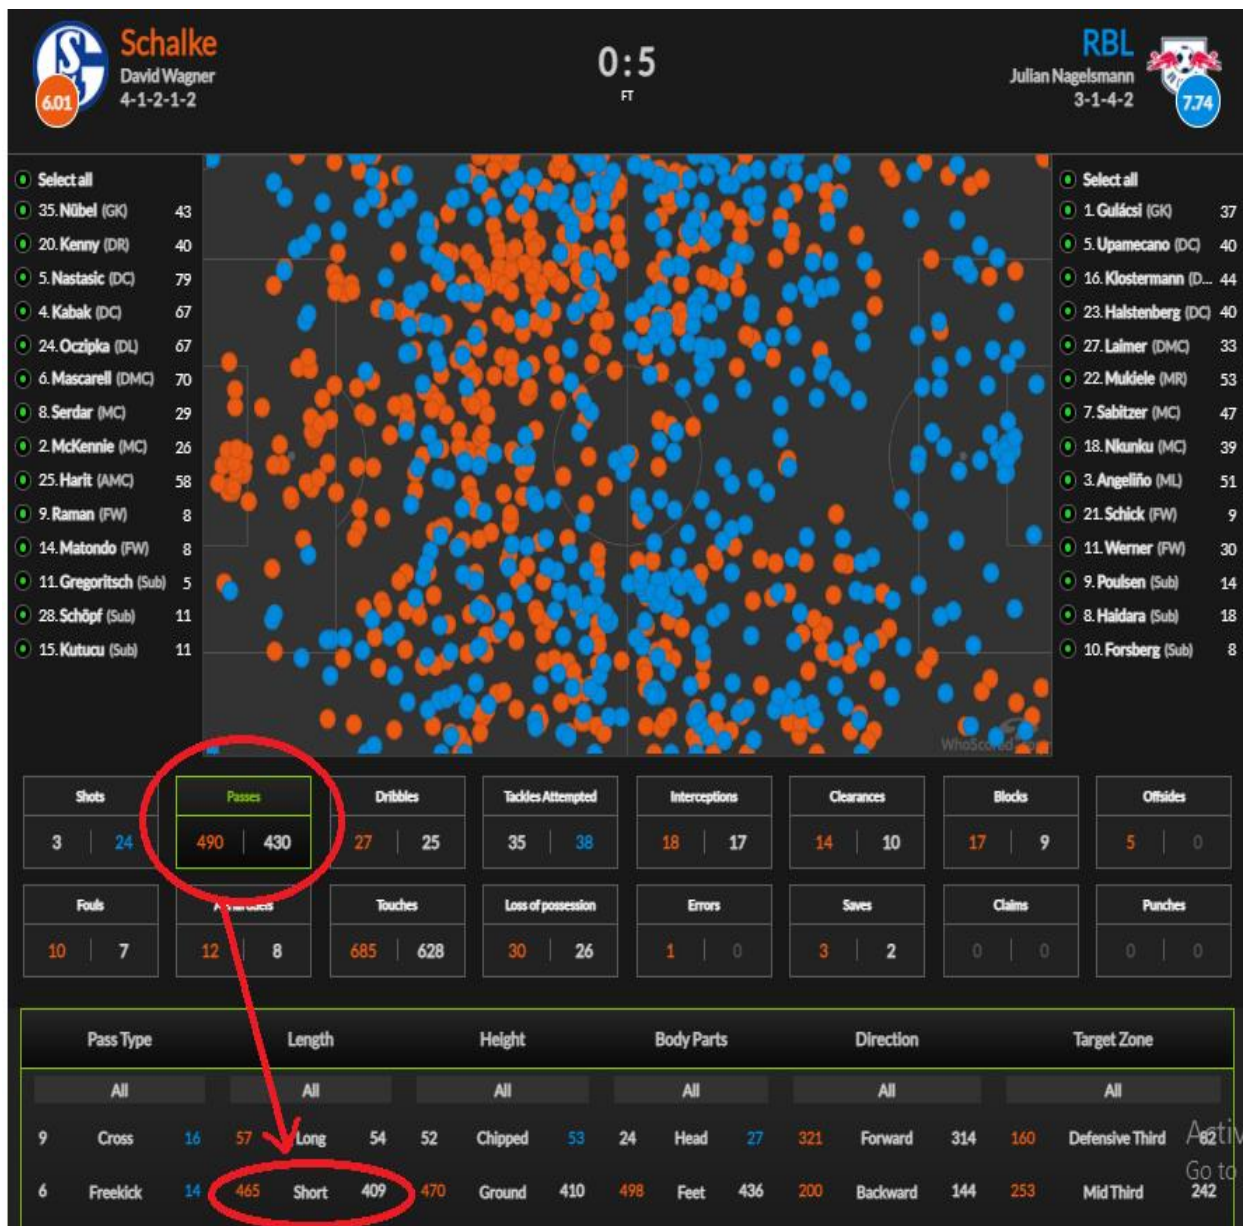 Schalke
David Wagner
4-1-2-1-2
6.01
0:5
FT
RBL
Julian Nagelsmann
3-1-4-2
7.74
Select all
35. Nübel (GK) 43
20. Kenny (DR) 40
5. Nastasic (DC) 79
4. Kabak (DC) 67
24. Oczipka (DL) 67
6. Mascarell (DMC) 70
8. Serdar (MC) 29
2. McKennie (MC) 26
25. Harit (AMC) 58
9. Raman (FW) 8
14. Matondo (FW) 8
11. Gregoritsch (Sub) 5
28. Schöpf (Sub) 11
15. Kutucu (Sub) 11
Select all
1. Gulácsi (GK) 37
5. Upamecano (DC) 40
16. Klostermann (D... 44
23. Halstenberg (DC) 40
27. Laimer (DMC) 33
22. Mukiele (MR) 53
7. Sabitzer (MC) 47
18. Nkunku (MC) 39
3. Angeliño (ML) 51
21. Schick (FW) 9
11. Werner (FW) 30
9. Poulsen (Sub) 14
8. Haidara (Sub) 18
10. Forsberg (Sub) 8
Shots Passes Dribbles Tackles Attempted Interceptions Clearances Blocks Offsides
3 24 490 430 27 25 35 38 18 17 14 10 17 9 5 0
Fouls Touches Loss of possession Errors Saves Claims Punches
10 7 12 8 685 628 30 26 1 0 3 2 0 0 0 0
Pass Type Length Height Body Parts Direction Target Zone
All All All All All All
9 Cross 16 57 Long 54 52 Chipped 53 24 Head 27 321 Forward 314 160 Defensive Third 82
6 Freekick 14 465 Short 409 470 Ground 410 498 Feet 436 200 Backward 144 253 Mid Third 242
Go to